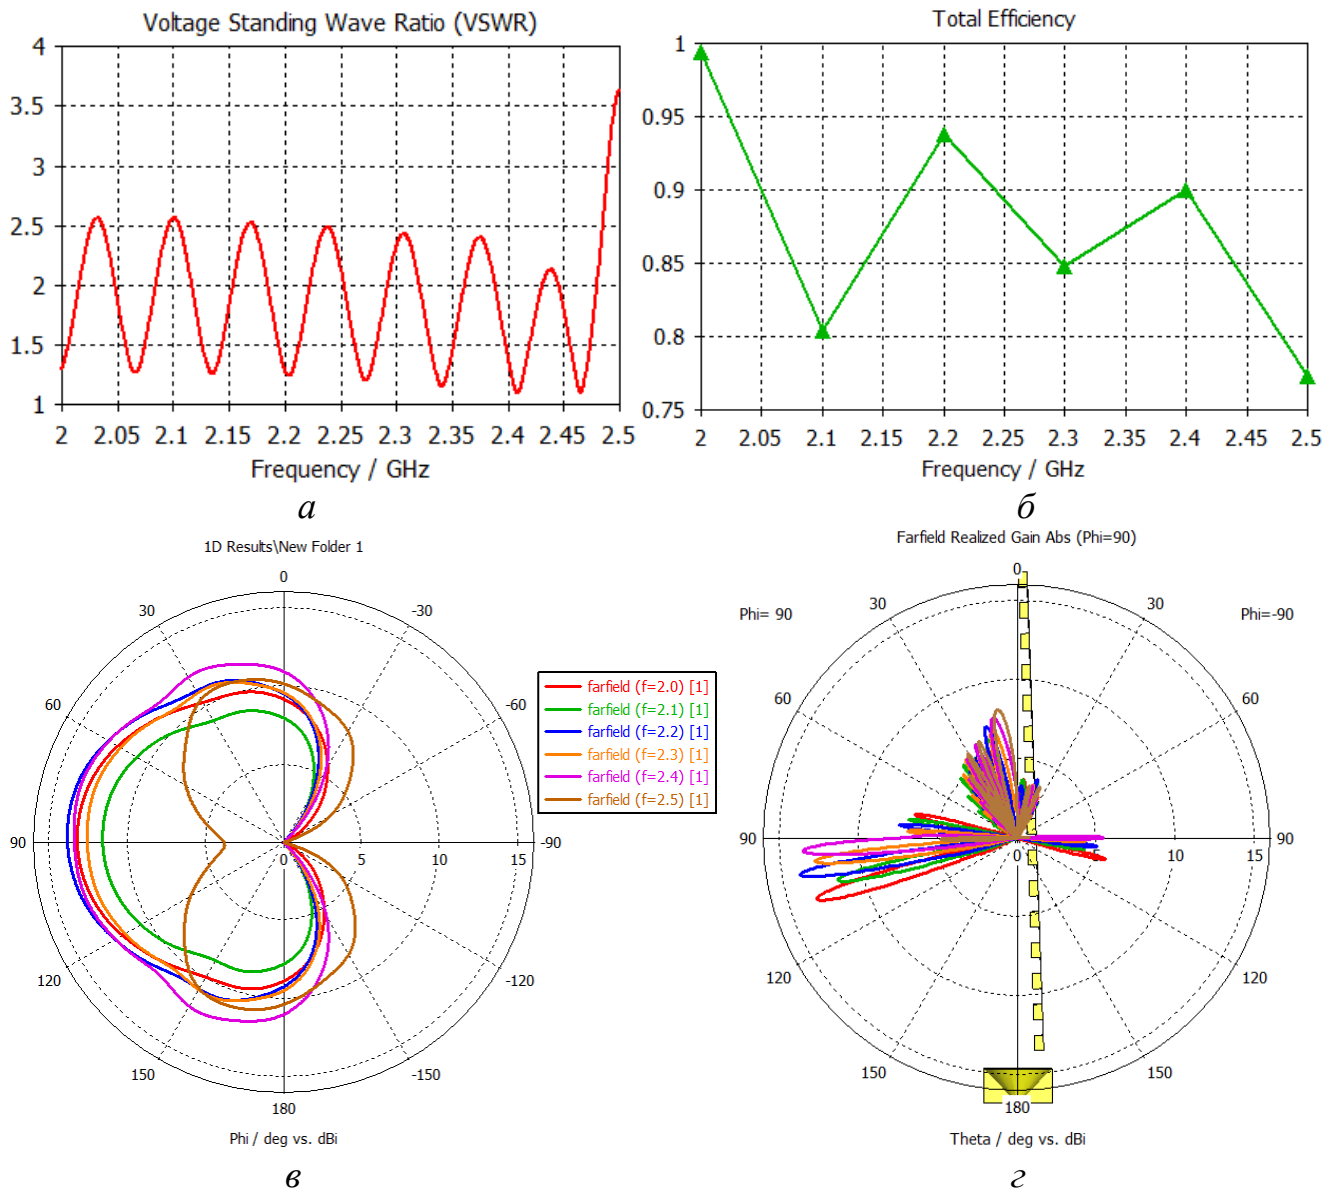 Voltage Standing Wave Ratio (VSWR)
4
3.5
3
2.5
2
1.5
1
2 2.05 2.1 2.15 2.2 2.25 2.3 2.35 2.4 2.45 2.5
Frequency / GHz
а
Total Efficiency
1
0.95
0.9
0.85
0.8
0.75
2 2.05 2.1 2.15 2.2 2.25 2.3 2.35 2.4 2.45 2.5
Frequency / GHz
б
1D Results\New Folder 1
0
30 -30
60 -60
90 0 5 10 15 -90
120 -120
150 -150
180
Phi / deg vs. dBi
в
farfield (f=2.0) [1]
farfield (f=2.1) [1]
farfield (f=2.2) [1]
farfield (f=2.3) [1]
farfield (f=2.4) [1]
farfield (f=2.5) [1]
Farfield Realized Gain Abs (Phi=90)
0
Phi= 90 30 30 Phi=-90
60 60
90 0 5 10 15 90
120 120
150 150
180
Theta / deg vs. dBi
г